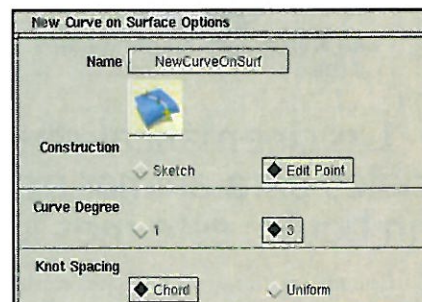 New Curve on Surface Options
Name NewCurveOnSurf
Construction
Sketch Edit Point
Curve Degree
1 3
Knot Spacing
Chord Uniform